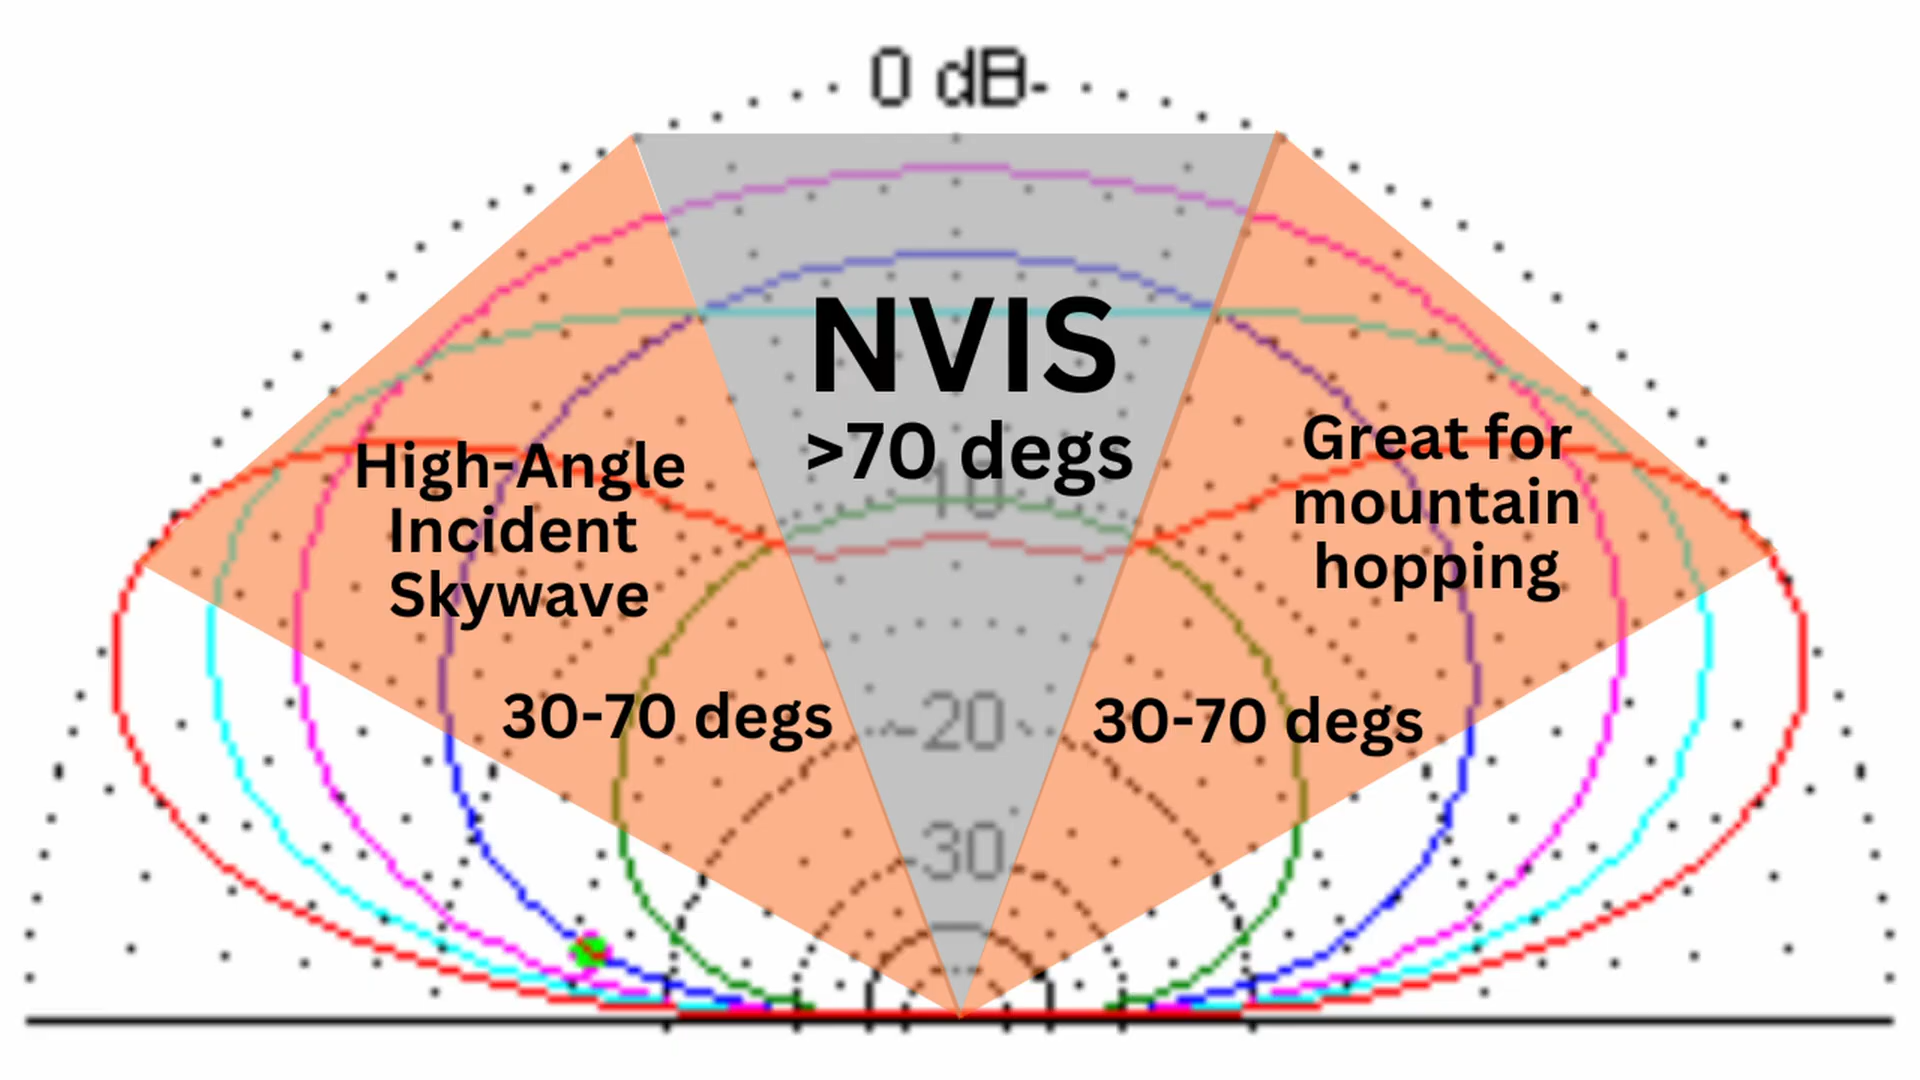 0 dB
NVIS
>70 degs
High-Angle
Incident
Skywave
Great for
mountain
hopping
-10
30-70 degs
30-70 degs
-20
-30